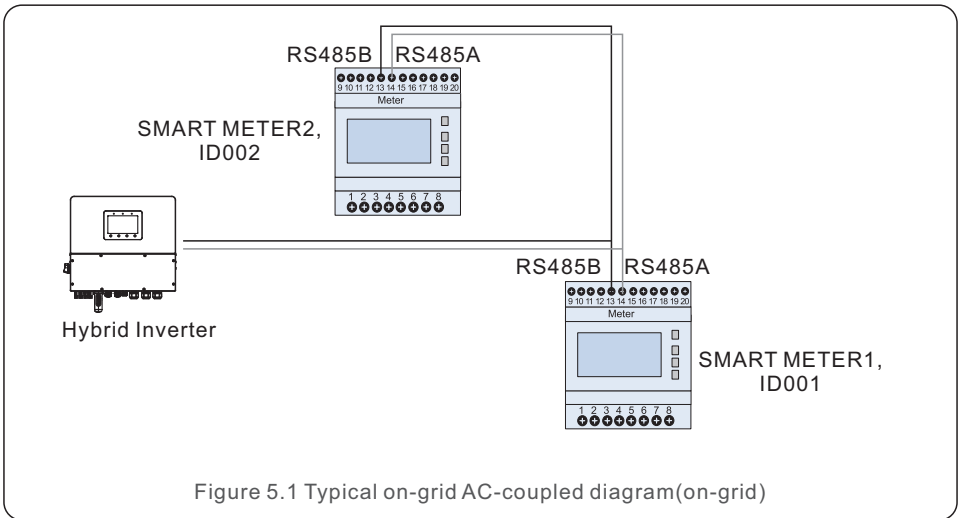 RS485B RS485A
9 10 11 12 13 14 15 16 17 18 19 20
Meter
SMART METER2,
ID002
1 2 3 4 5 6 7 8
Hybrid Inverter
RS485B RS485A
9 10 11 12 13 14 15 16 17 18 19 20
Meter
SMART METER1,
ID001
1 2 3 4 5 6 7 8
Figure 5.1 Typical on-grid AC-coupled diagram(on-grid)